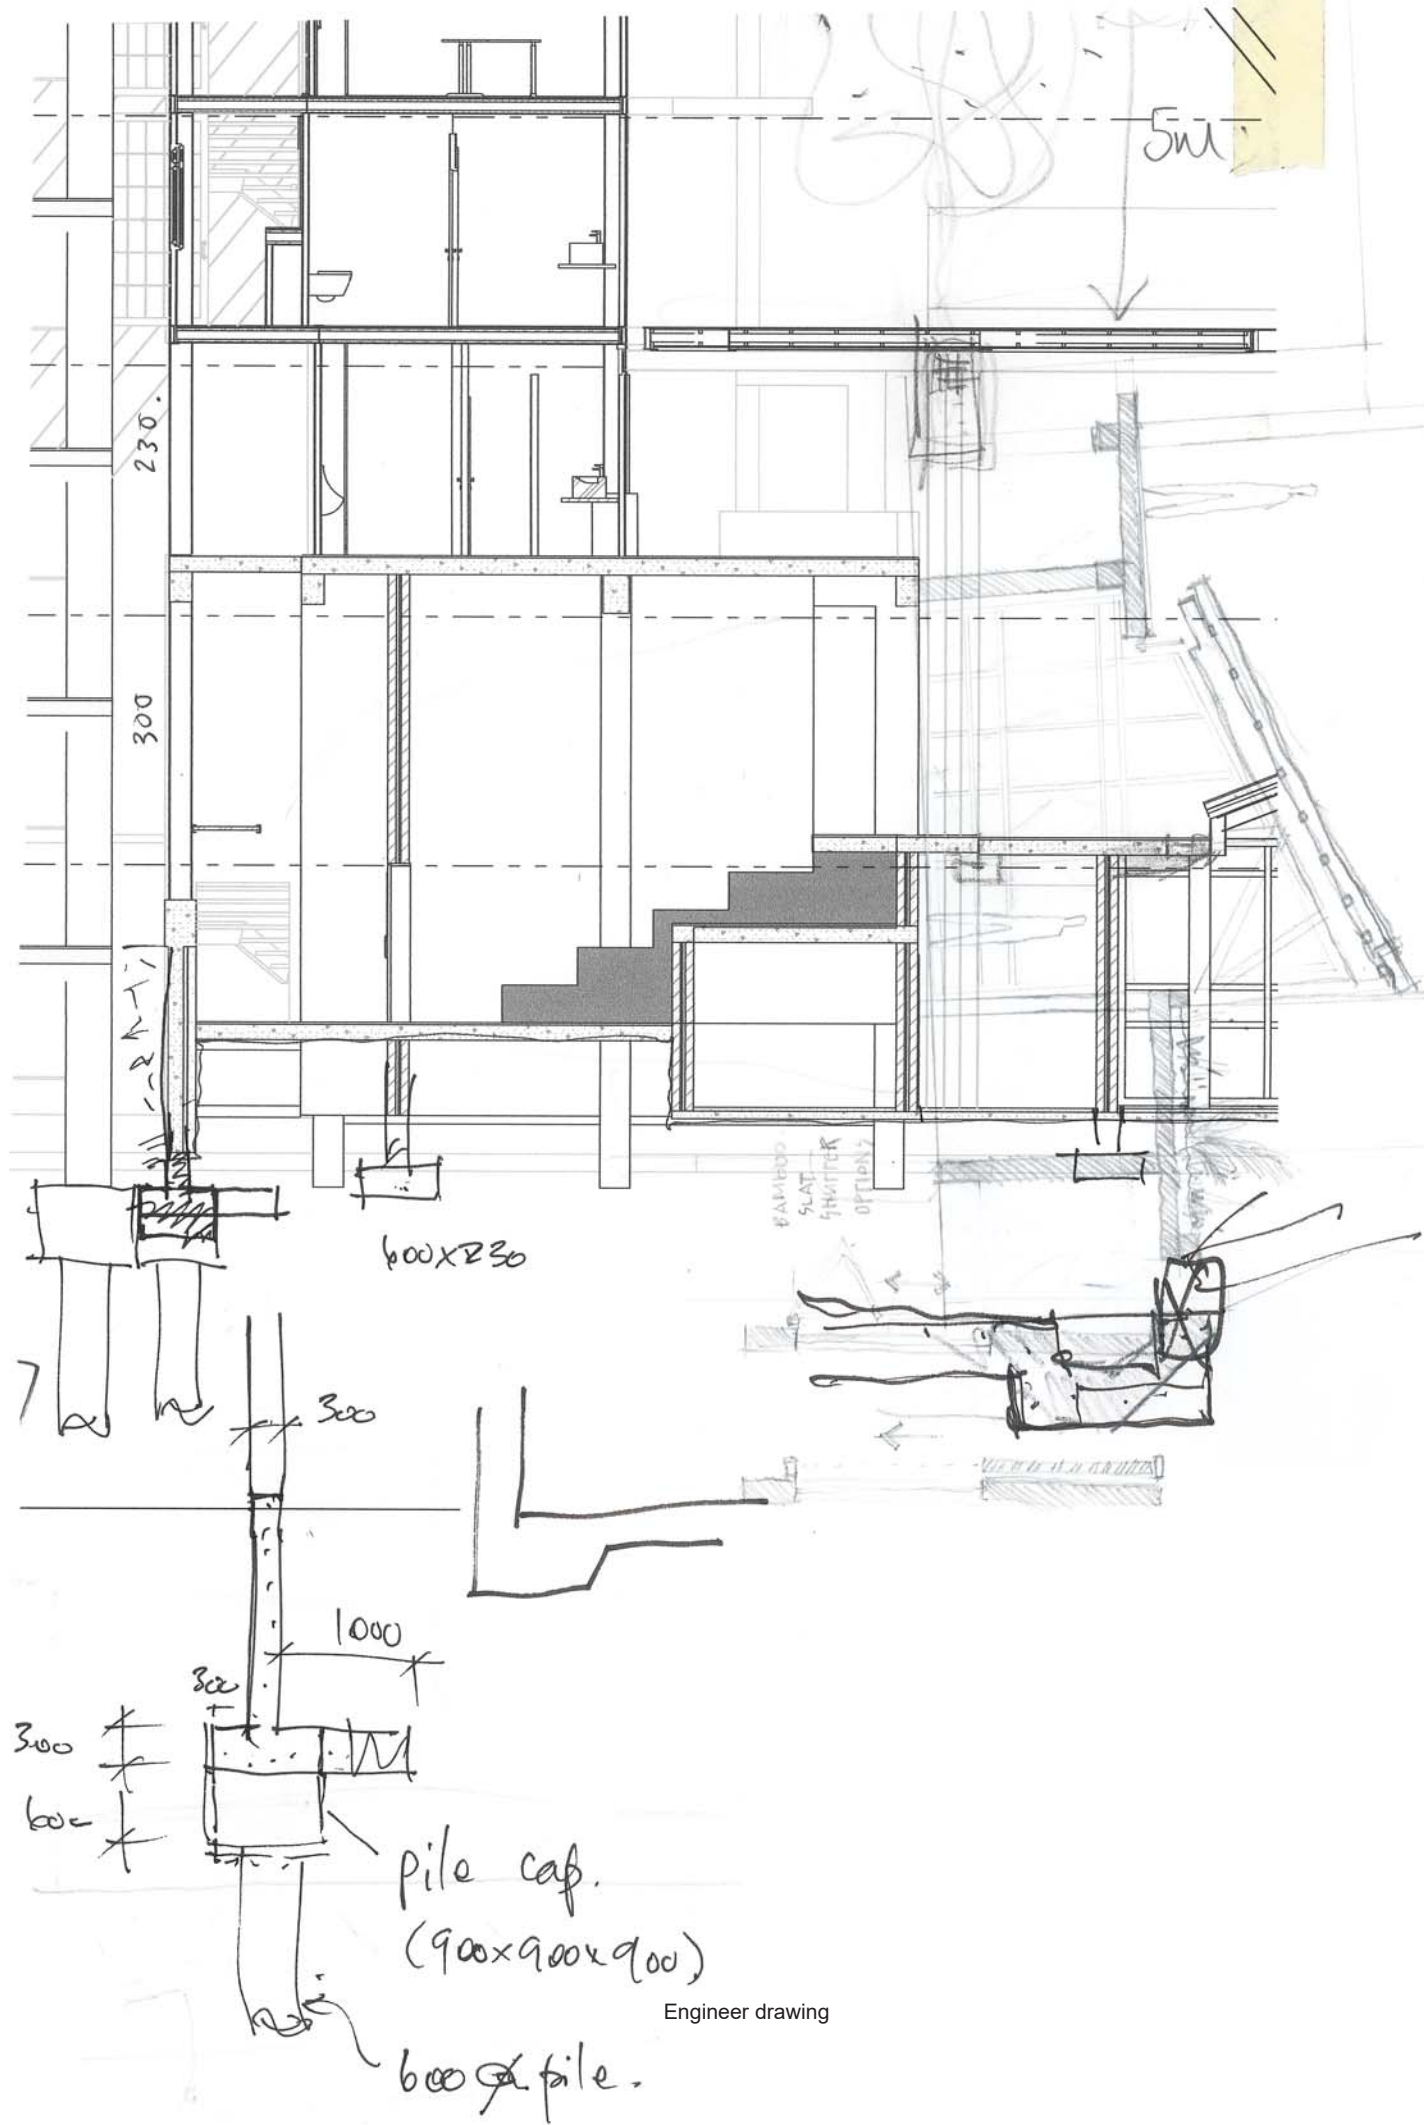 5m
230.
300
BAMBOO
SLAT
SHUTTER
OPTIONS
600x230
300
1000
300
300
600
pile cap.
(900x900x900)
Engineer drawing
600 Ø pile.